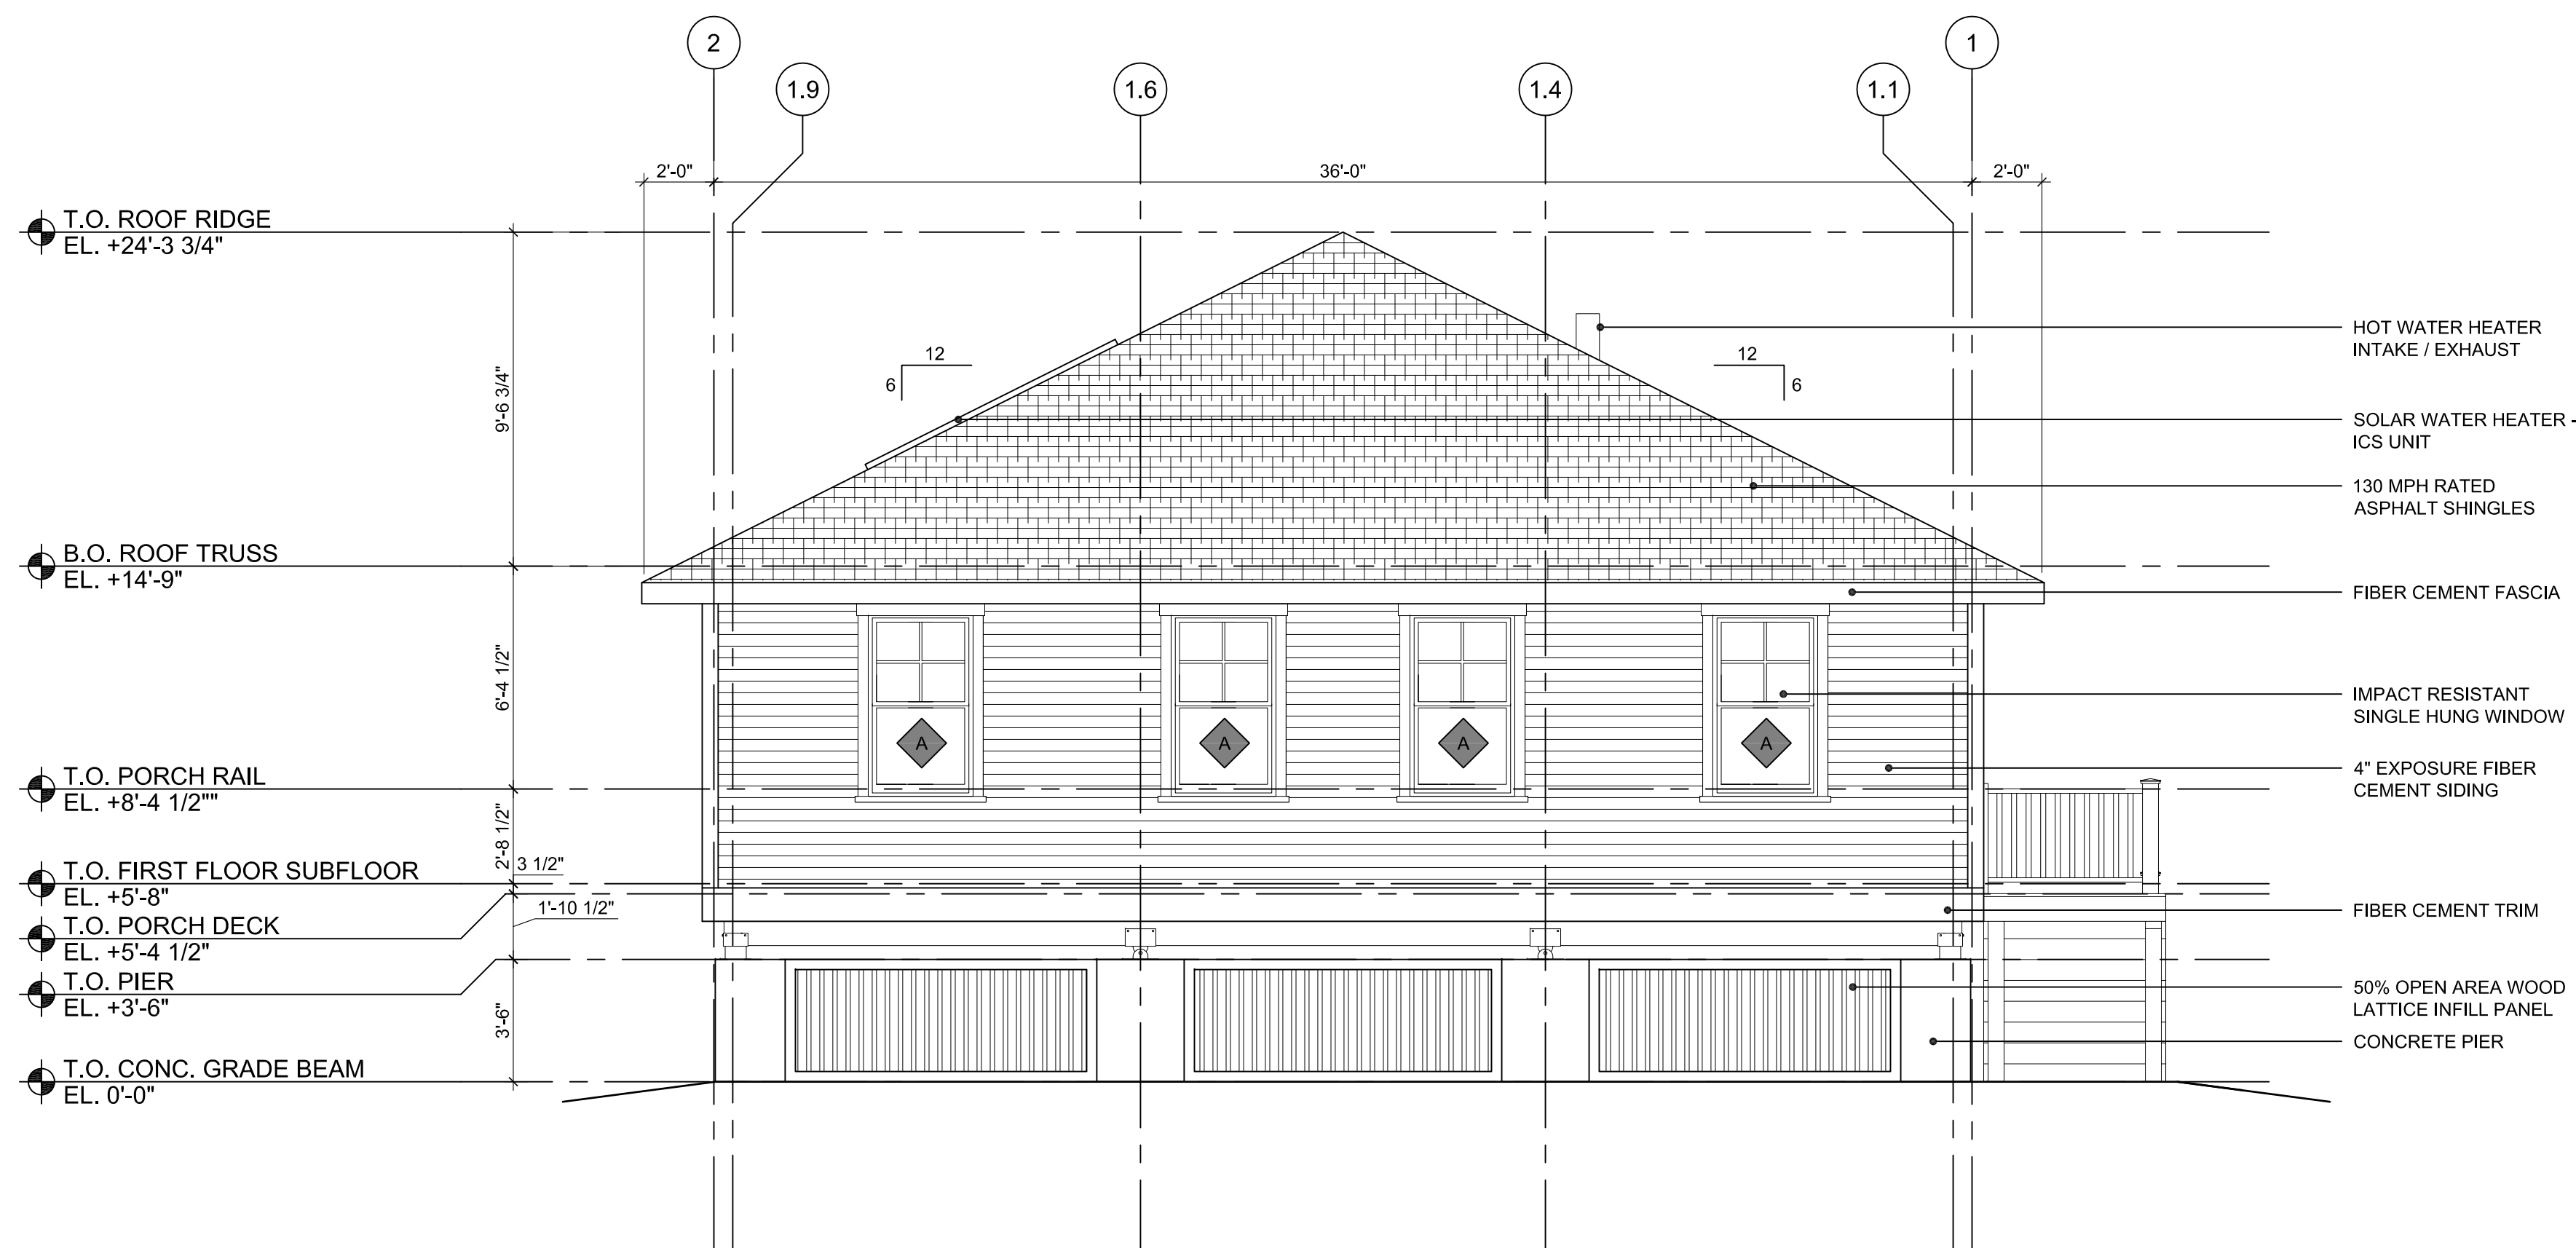 2
1
1.9
1.6
1.4
1.1
2'-0"
36'-0"
2'-0"
T.O. ROOF RIDGE
EL. +24'-3 3/4"
HOT WATER HEATER
INTAKE / EXHAUST
12
6
12
6
9'-6 3/4"
SOLAR WATER HEATER -
ICS UNIT
130 MPH RATED
ASPHALT SHINGLES
B.O. ROOF TRUSS
EL. +14'-9"
FIBER CEMENT FASCIA
6'-4 1/2"
IMPACT RESISTANT
SINGLE HUNG WINDOW
A
A
A
A
T.O. PORCH RAIL
EL. +8'-4 1/2""
4" EXPOSURE FIBER
CEMENT SIDING
2'-8 1/2"
3 1/2"
T.O. FIRST FLOOR SUBFLOOR
EL. +5'-8"
1'-10 1/2"
FIBER CEMENT TRIM
T.O. PORCH DECK
EL. +5'-4 1/2"
T.O. PIER
EL. +3'-6"
50% OPEN AREA WOOD
LATTICE INFILL PANEL
3'-6"
CONCRETE PIER
T.O. CONC. GRADE BEAM
EL. 0'-0"